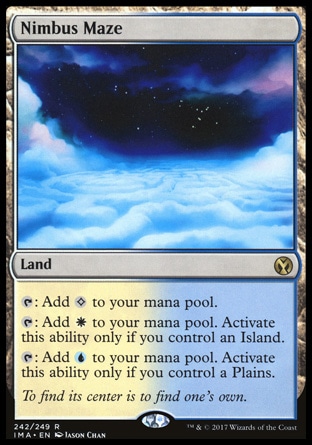 Nimbus Maze
Land
: Add to your mana pool.
: Add to your mana pool. Activate
this ability only if you control an Island.
: Add to your mana pool. Activate
this ability only if you control a Plains.
To find its center is to find one's own.
242/249 R
IMA • EN Jason Chan
™ & © 2017 Wizards of the Coast